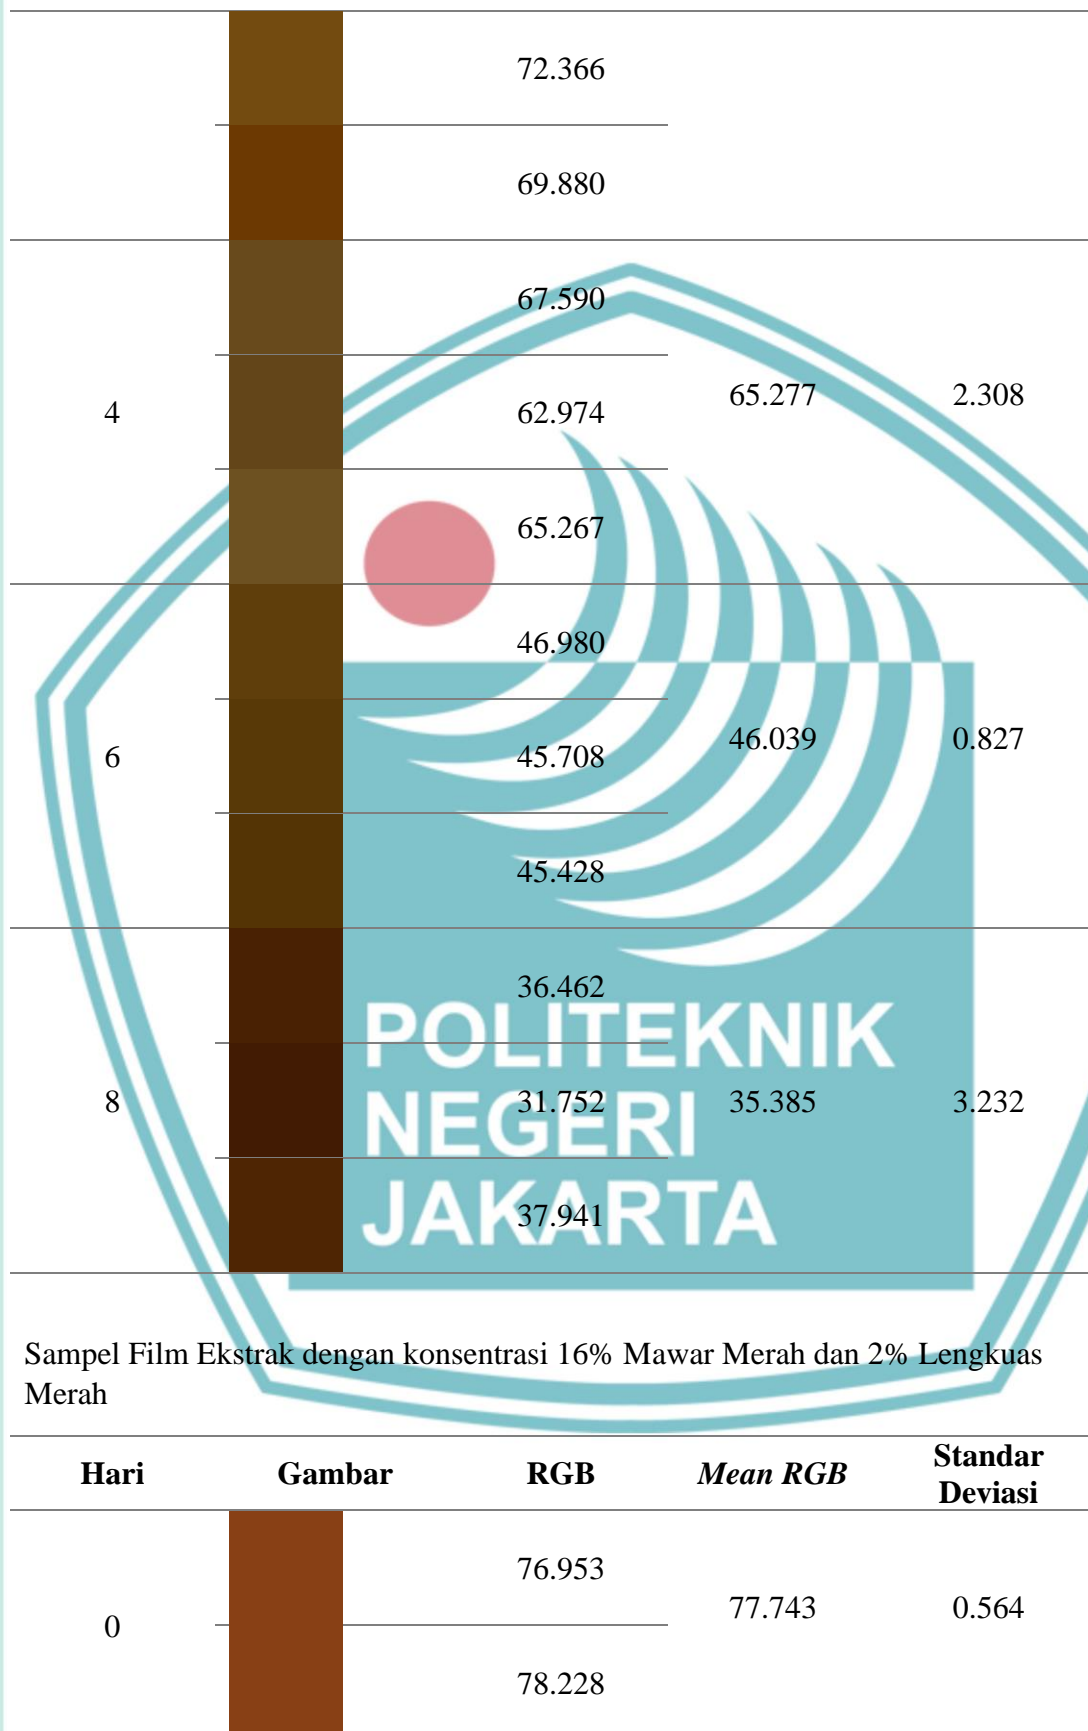 72.366
69.880
67.590
4 62.974 65.277 2.308
65.267
46.980
6 45.708 46.039 0.827
45.428
36.462
8 31.752 35.385 3.232
37.941
POLITEKNIK
NEGERI
JAKARTA
Sampel Film Ekstrak dengan konsentrasi 16% Mawar Merah dan 2% Lengkuas
Merah
Hari Gambar RGB Mean RGB Standar
Deviasi
76.953
0 77.743 0.564
78.228